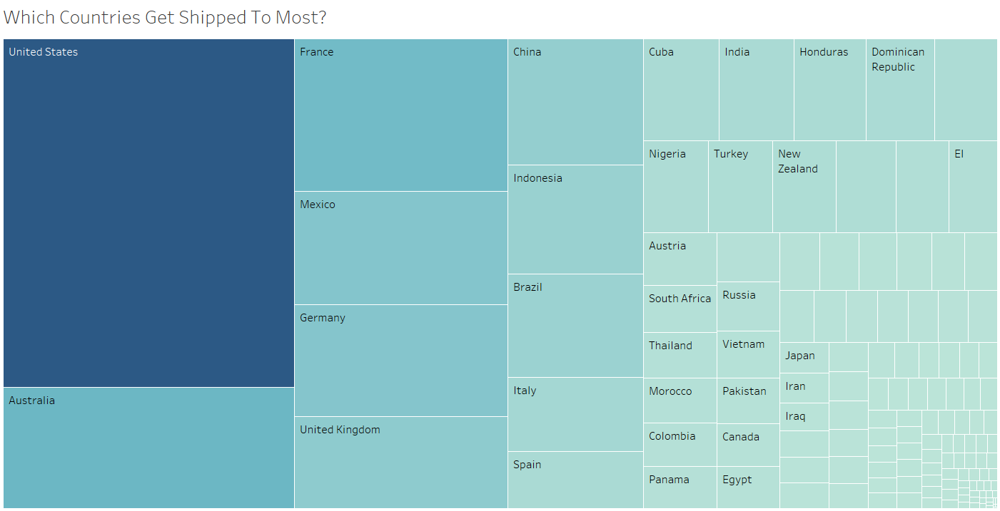 Which Countries Get Shipped To Most?
United States
Australia
France
Mexico
Germany
United Kingdom
China
Indonesia
Brazil
Italy
Spain
Cuba
India
Honduras
Dominican
Republic
Nigeria
Turkey
New
Zealand
El
Austria
South Africa
Thailand
Morocco
Colombia
Panama
Russia
Vietnam
Pakistan
Canada
Egypt
Japan
Iran
Iraq